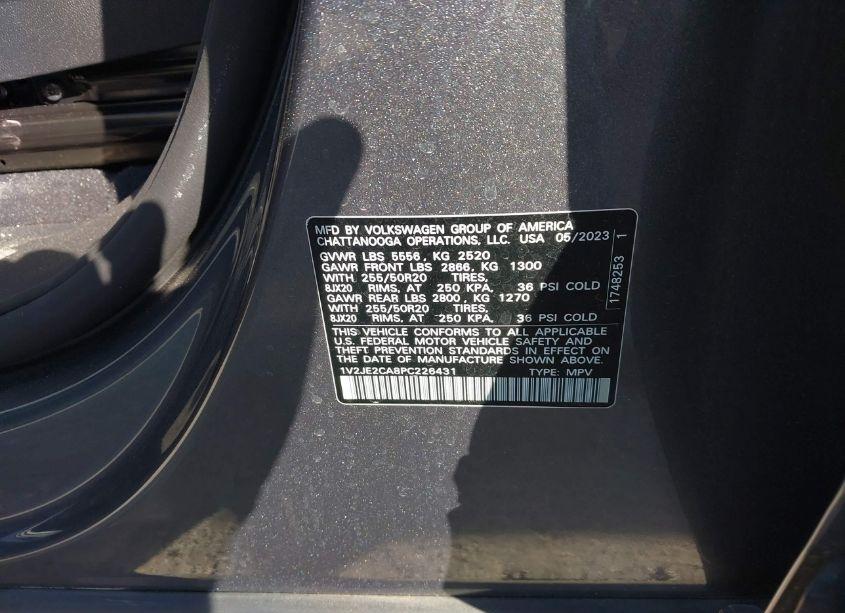 MFD BY VOLKSWAGEN GROUP OF AMERICA
CHATTANOOGA OPERATIONS, LLC. USA 05/2023
GVWR LBS 5556, KG 2520
GAWR FRONT LBS 2866, KG 1300
WITH 255/50R20 TIRES,
8JX20 RIMS, AT 250 KPA, 36 PSI COLD
GAWR REAR LBS 2800, KG 1270
WITH 255/50R20 TIRES,
8JX20 RIMS, AT 250 KPA, 36 PSI COLD
THIS VEHICLE CONFORMS TO ALL APPLICABLE
U.S. FEDERAL MOTOR VEHICLE SAFETY AND
THEFT PREVENTION STANDARDS IN EFFECT ON
THE DATE OF MANUFACTURE SHOWN ABOVE.
1V2JE2CA8PC226431 TYPE: MPV
1748253 1